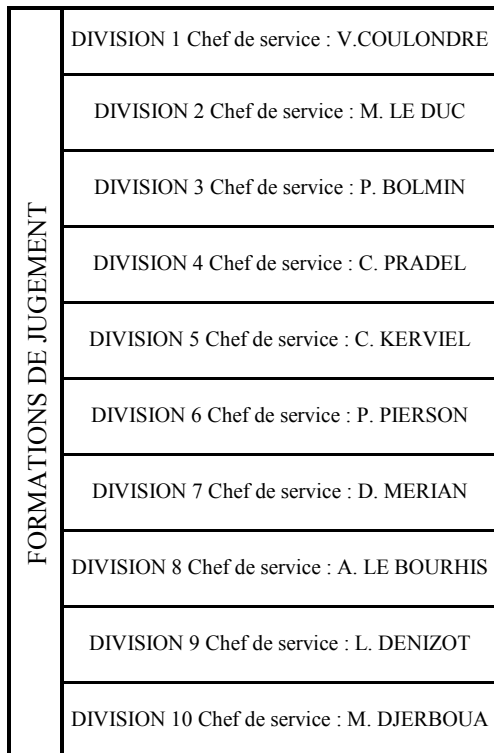 FORMATIONS DE JUGEMENT
DIVISION 1 Chef de service : V.COULONDRE
DIVISION 2 Chef de service : M. LE DUC
DIVISION 3 Chef de service : P. BOLMIN
DIVISION 4 Chef de service : C. PRADEL
DIVISION 5 Chef de service : C. KERVIEL
DIVISION 6 Chef de service : P. PIERSON
DIVISION 7 Chef de service : D. MERIAN
DIVISION 8 Chef de service : A. LE BOURHIS
DIVISION 9 Chef de service : L. DENIZOT
DIVISION 10 Chef de service : M. DJERBOUA